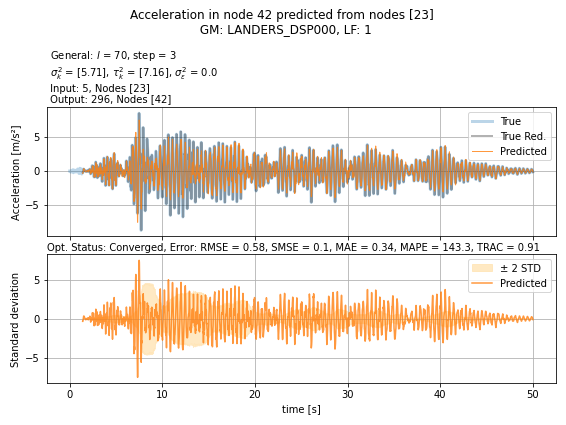 Acceleration in node 42 predicted from nodes [23]
GM: LANDERS_DSP000, LF: 1
General: l = 70, step = 3
σ²_k = [5.71], τ²_k = [7.16], σ²_ε = 0.0
Input: 5, Nodes [23]
Output: 296, Nodes [42]
Acceleration [m/s²]
5
0
−5
True
True Red.
Predicted
Opt. Status: Converged, Error: RMSE = 0.58, SMSE = 0.1, MAE = 0.34, MAPE = 143.3, TRAC = 0.91
Standard deviation
5
0
−5
± 2 STD
Predicted
0 10 20 30 40 50
time [s]